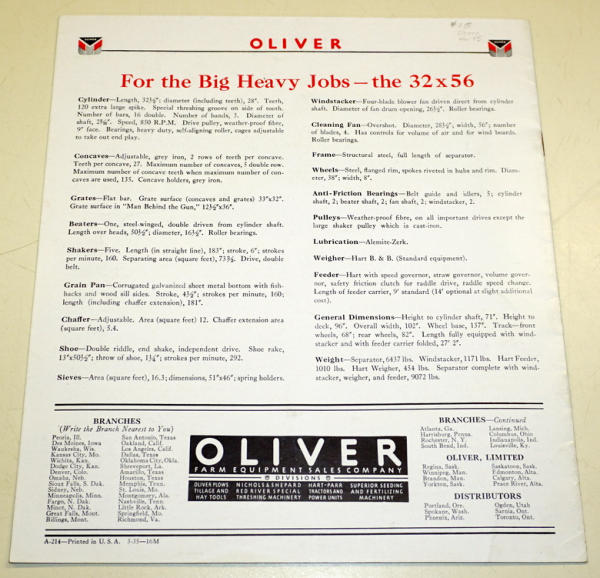 OLIVER
For the Big Heavy Jobs—the 32x56
Cylinder—Length, 32½"; diameter (including teeth), 28". Teeth,
120 extra large spike. Special threshing groove on side of tooth.
Number of bars, 16 double. Number of bands, 3. Diameter of
shaft, 2⅞". Speed, 850 R.P.M. Drive pulley, weather-proof fibre,
9" face. Bearings, heavy duty, self-aligning roller, cages adjustable
to take out end play.
Concaves—Adjustable, grey iron, 2 rows of teeth per concave.
Teeth per concave, 27. Maximum number of concaves, 5 double row.
Maximum number of concave teeth when maximum number of con-
caves are used, 135. Concave holders, grey iron.
Grates—Flat bar. Grate surface (concaves and grates) 33"x32".
Grate surface in "Man Behind the Gun," 12½"x36".
Beaters—One, steel-winged, double driven from cylinder shaft.
Length over heads, 50½"; diameter, 16½". Roller bearings.
Shakers—Five. Length (in straight line), 183"; stroke, 6"; strokes
per minute, 160. Separating area (square feet), 73¾. Drive, double
belt.
Grain Pan—Corrugated galvanized sheet metal bottom with fish-
backs and wood sill sides. Stroke, 4½"; strokes per minute, 160;
length (including chaffer extension), 181".
Chaffer—Adjustable. Area (square feet) 12. Chaffer extension area
(square feet), 5.4.
Shoe—Double riddle, end shake, independent drive. Shoe rake,
13"x50½"; throw of shoe, 1¼"; strokes per minute, 292.
Sieves—Area (square feet), 16.3; dimensions, 51"x46"; spring holders.
Windstacker—Four-blade blower fan driven direct from cylinder
shaft. Diameter of fan drum opening, 26½". Roller bearings.
Cleaning Fan—Overshot. Diameter, 28½"; width, 56"; number
of blades, 4. Has controls for volume of air and for wind boards.
Roller bearings.
Frame—Structural steel, full length of separator.
Wheels—Steel, flanged rim, spokes riveted in hubs and rim. Diam-
eter, 38"; width, 8".
Anti-Friction Bearings—Belt guide and idlers, 5; cylinder
shaft, 2; beater shaft, 2; fan shaft, 2; windstacker, 2.
Pulleys—Weather-proof fibre, on all important drives except the
large shaker pulley which is cast-iron.
Lubrication—Alemite-Zerk.
Weigher—Hart B. & B. (Standard equipment).
Feeder—Hart with speed governor, straw governor, volume gover-
nor, safety friction clutch for raddle drive, raddle speed change.
Length of feeder carrier, 9' standard (14' optional at slight additional
cost).
General Dimensions—Height to cylinder shaft, 71". Height to
deck, 96". Overall width, 102". Wheel base, 157". Track—front
wheels, 68"; rear wheels, 82". Length fully equipped with wind-
stacker and with feeder carrier folded, 27' 2".
Weight—Separator, 6437 lbs. Windstacker, 1171 lbs. Hart Feeder,
1010 lbs. Hart Weigher, 454 lbs. Separator complete with wind-
stacker, weigher, and feeder, 9072 lbs.
BRANCHES
(Write the Branch Nearest to You)
Peoria, Ill.
Des Moines, Iowa
Waukesha, Wis.
Kansas City, Mo.
Wichita, Kan.
Dodge City, Kan.
Denver, Colo.
Omaha, Neb.
Sioux Falls, S. Dak.
Sidney, Neb.
Minneapolis, Minn.
Fargo, N. Dak.
Minot, N. Dak.
Great Falls, Mont.
Billings, Mont.
San Antonio, Texas
Oakland, Calif.
Los Angeles, Calif.
Dallas, Texas
Oklahoma City, Okla.
Shreveport, La.
Amarillo, Texas
Houston, Texas
Memphis, Tenn.
St. Louis, Mo.
Montgomery, Ala.
Nashville, Tenn.
Little Rock, Ark.
Springfield, Mo.
Richmond, Va.
OLIVER
FARM EQUIPMENT SALES COMPANY
DIVISIONS
OLIVER PLOWS
TILLAGE AND
HAY TOOLS
NICHOLS & SHEPARD
RED RIVER SPECIAL
THRESHING MACHINERY
HART-PARR
TRACTORS AND
POWER UNITS
SUPERIOR SEEDING
AND FERTILIZING
MACHINERY
BRANCHES—Continued
Atlanta, Ga.
Harrisburg, Penna.
Rochester, N. Y.
South Bend, Ind.
Lansing, Mich.
Columbus, Ohio
Indianapolis, Ind.
Louisville, Ky.
OLIVER, LIMITED
Regina, Sask.
Winnipeg, Man.
Brandon, Man.
Yorkton, Sask.
Saskatoon, Sask.
Edmonton, Alta.
Calgary, Alta.
Peace River, Alta.
DISTRIBUTORS
Portland, Ore.
Spokane, Wash.
Phoenix, Ariz.
Ogden, Utah
Sarnia, Ont.
Toronto, Ont.
A-214—Printed in U. S. A. 3-35—16M